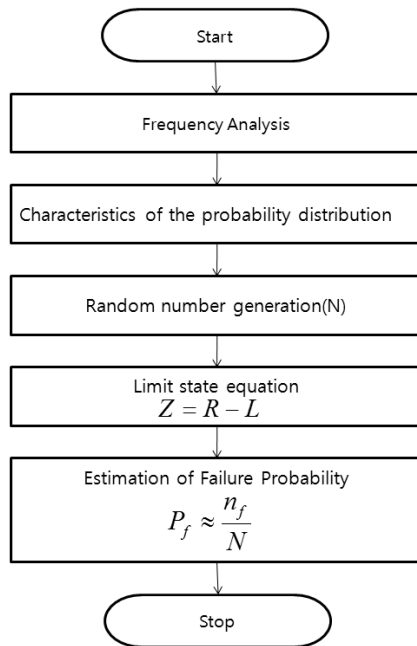 Start
Frequency Analysis
Characteristics of the probability distribution
Random number generation(N)
Limit state equation
Z = R − L
Estimation of Failure Probability
P_f ≈ n_f / N
Stop